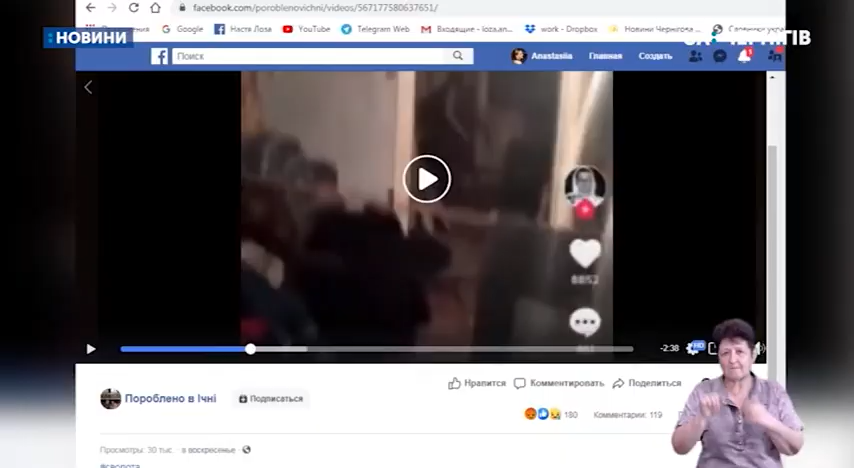 facebook.com/poroblenovichni/videos/567177580637651/
Google Настя Лоза YouTube Telegram Web Входящие - loza.an... work - Dropbox Новини Чернігова...
НОВИНИ
Поиск Anastasiia Главная Создать
8852
-2:38 HD
Пороблено в Ічні Подписаться
Нравится Комментировать Поделиться
180 Комментарии: 119
Просмотры: 30 тыс. · в воскресенье ·
#сворота